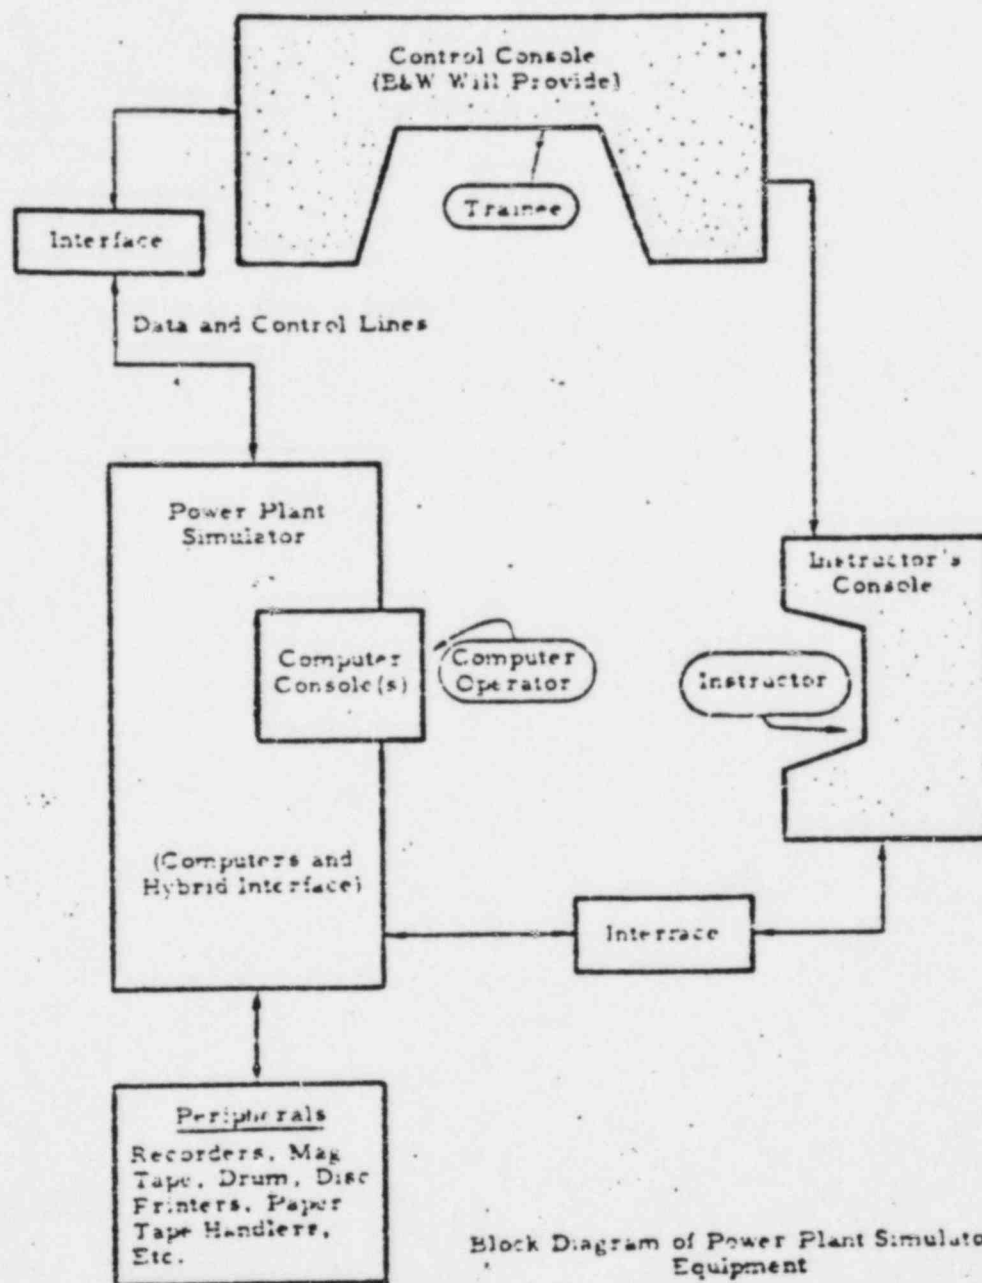 Control Console
(B&W Will Provide)
Trainee
Interface
Data and Control Lines
Power Plant
Simulator
Instructor's
Console
Computer
Console(s)
Computer
Operator
Instructor
(Computers and
Hybrid Interface)
Interface
Peripherals
Recorders, Mag
Tape, Drum, Disc
Printers, Paper
Tape Handlers,
Etc.
Block Diagram of Power Plant Simulato
Equipment